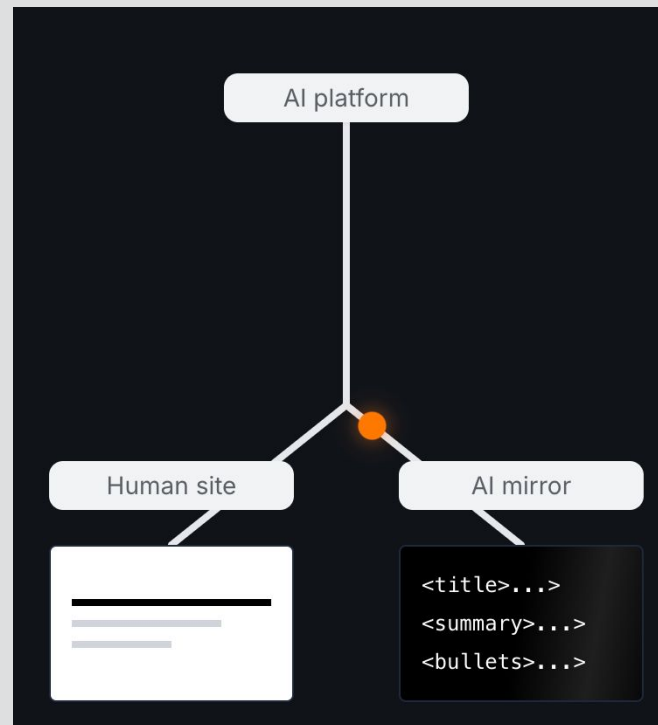 AI platform
Human site
AI mirror
<title>...>
<summary>...>
<bullets>...>